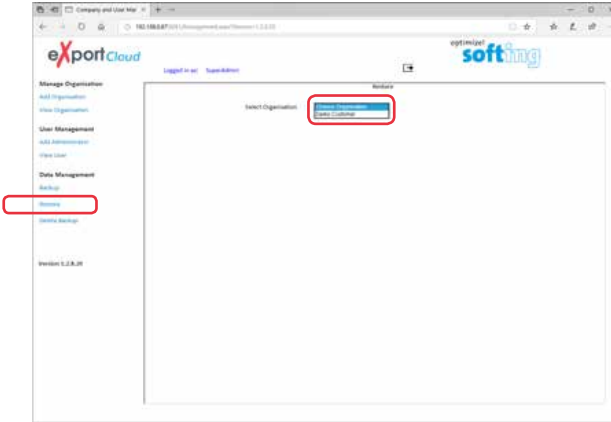 Company and User Mar
eXport Cloud
optimize!
softing
Logged in as: SuperAdmin
Manage Organisation
Add Organisation
View Organisation
User Management
Add Administrator
View User
Data Management
Backup
Restore
Delete Backup
Version 1.2.8.20
Restore
Select Organisation
Choose Organisation
Demo Customer